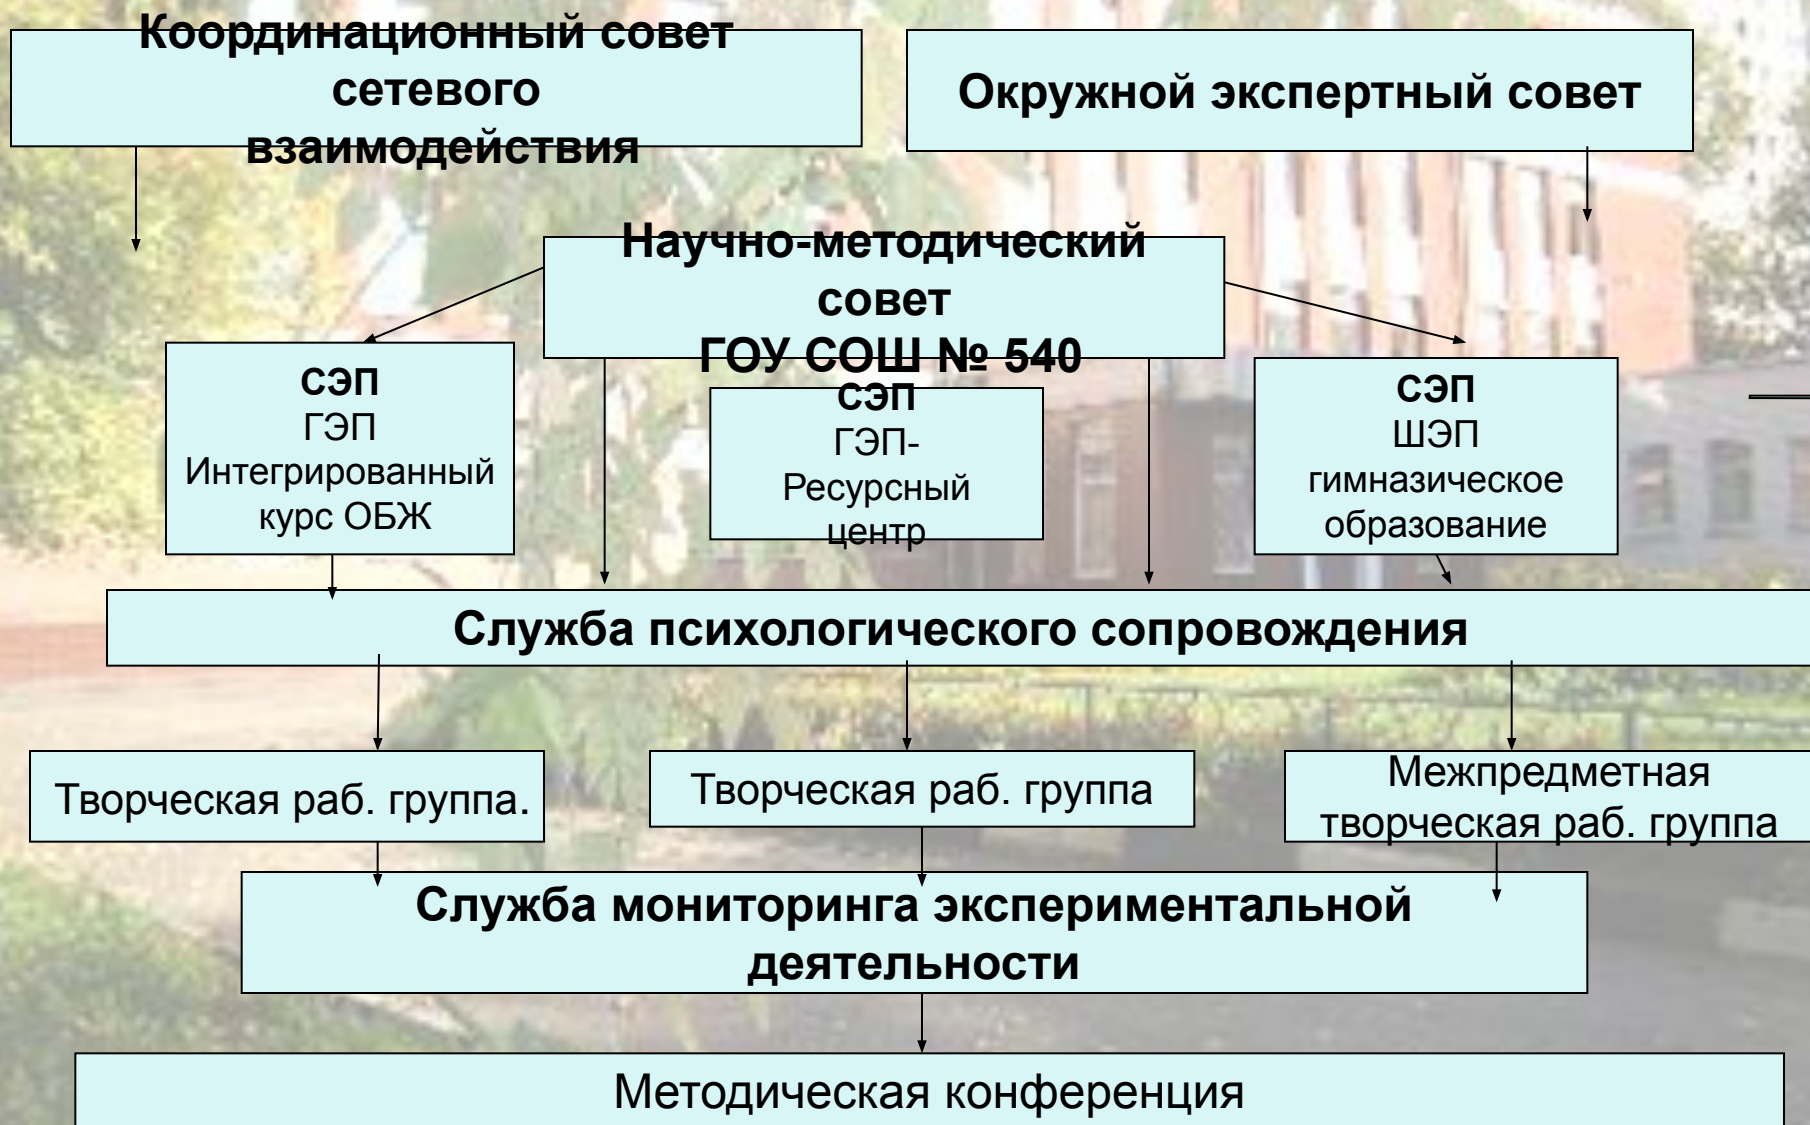 Координационный совет
сетевого
взаимодействия
Окружной экспертный совет
Научно-методический
совет
ГОУ СОШ № 540
СЭП
ГЭП
Интегрированный
курс ОБЖ
СЭП
ГЭП-
Ресурсный
центр
СЭП
ШЭП
гимназическое
образование
Служба психологического сопровождения
Творческая раб. группа.
Творческая раб. группа
Межпредметная
творческая раб. группа
Служба мониторинга экспериментальной
деятельности
Методическая конференция